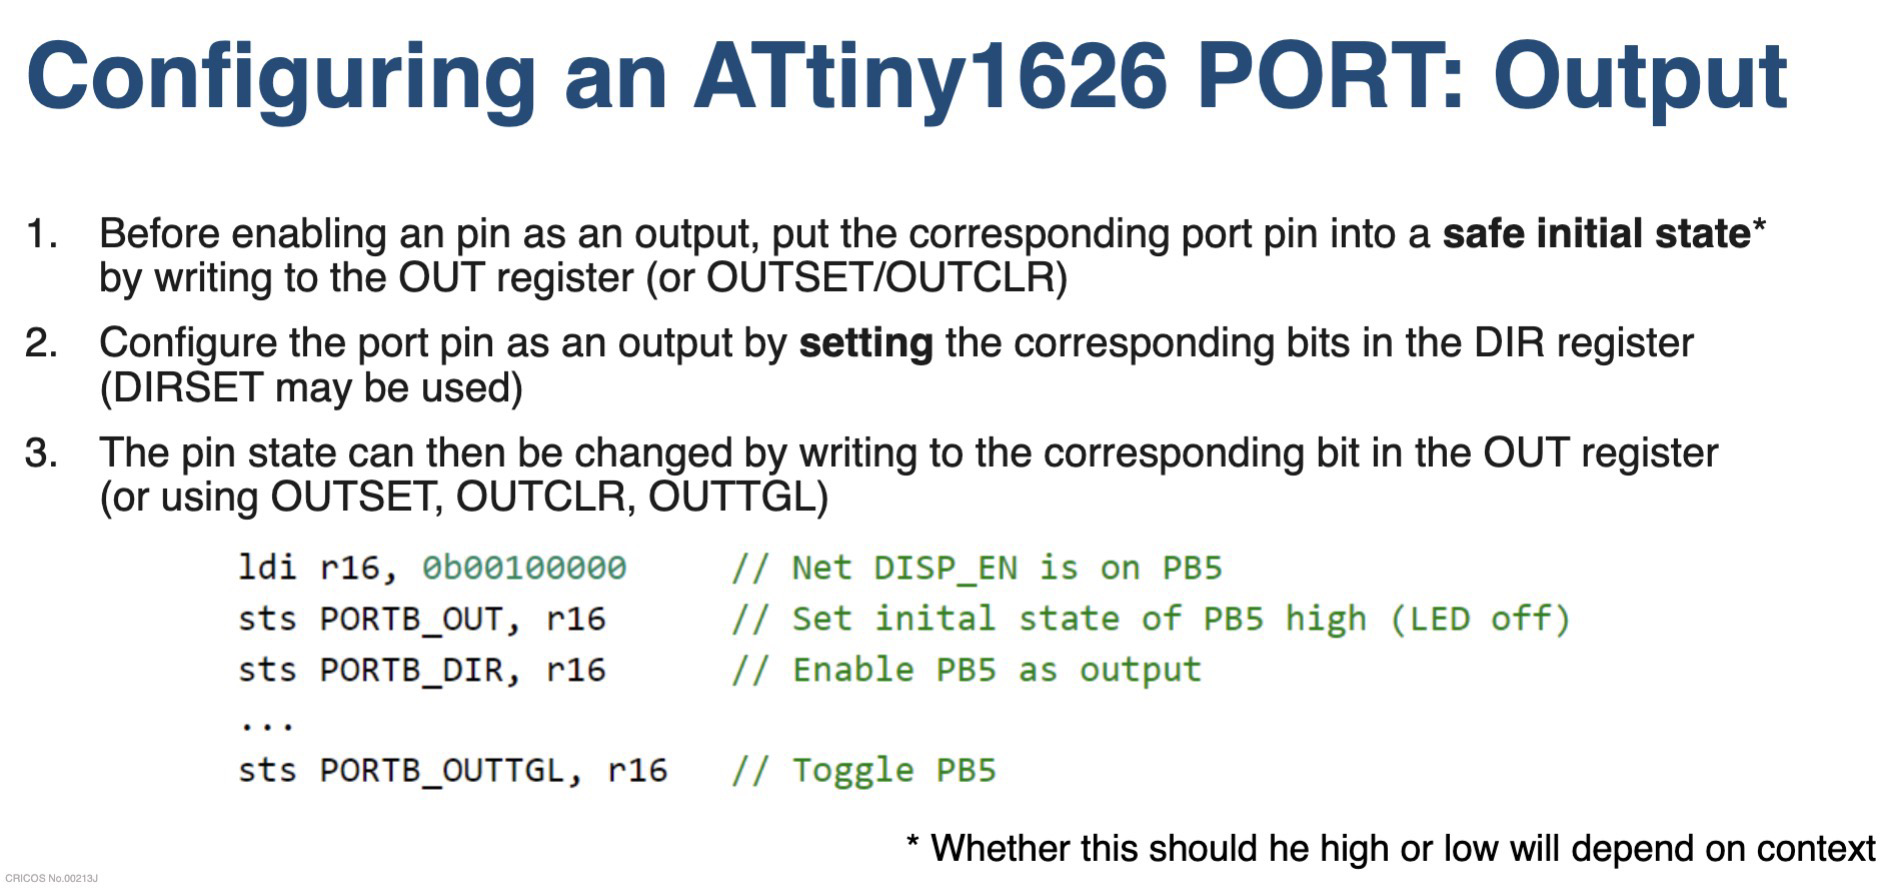 Configuring an ATtiny1626 PORT: Output
1. Before enabling an pin as an output, put the corresponding port pin into a safe initial state*
by writing to the OUT register (or OUTSET/OUTCLR)
2. Configure the port pin as an output by setting the corresponding bits in the DIR register
(DIRSET may be used)
3. The pin state can then be changed by writing to the corresponding bit in the OUT register
(or using OUTSET, OUTCLR, OUTTGL)
ldi r16, 0b00100000 // Net DISP_EN is on PB5
sts PORTB_OUT, r16 // Set inital state of PB5 high (LED off)
sts PORTB_DIR, r16 // Enable PB5 as output
...
sts PORTB_OUTTGL, r16 // Toggle PB5
* Whether this should he high or low will depend on context
CRICOS No.00213J